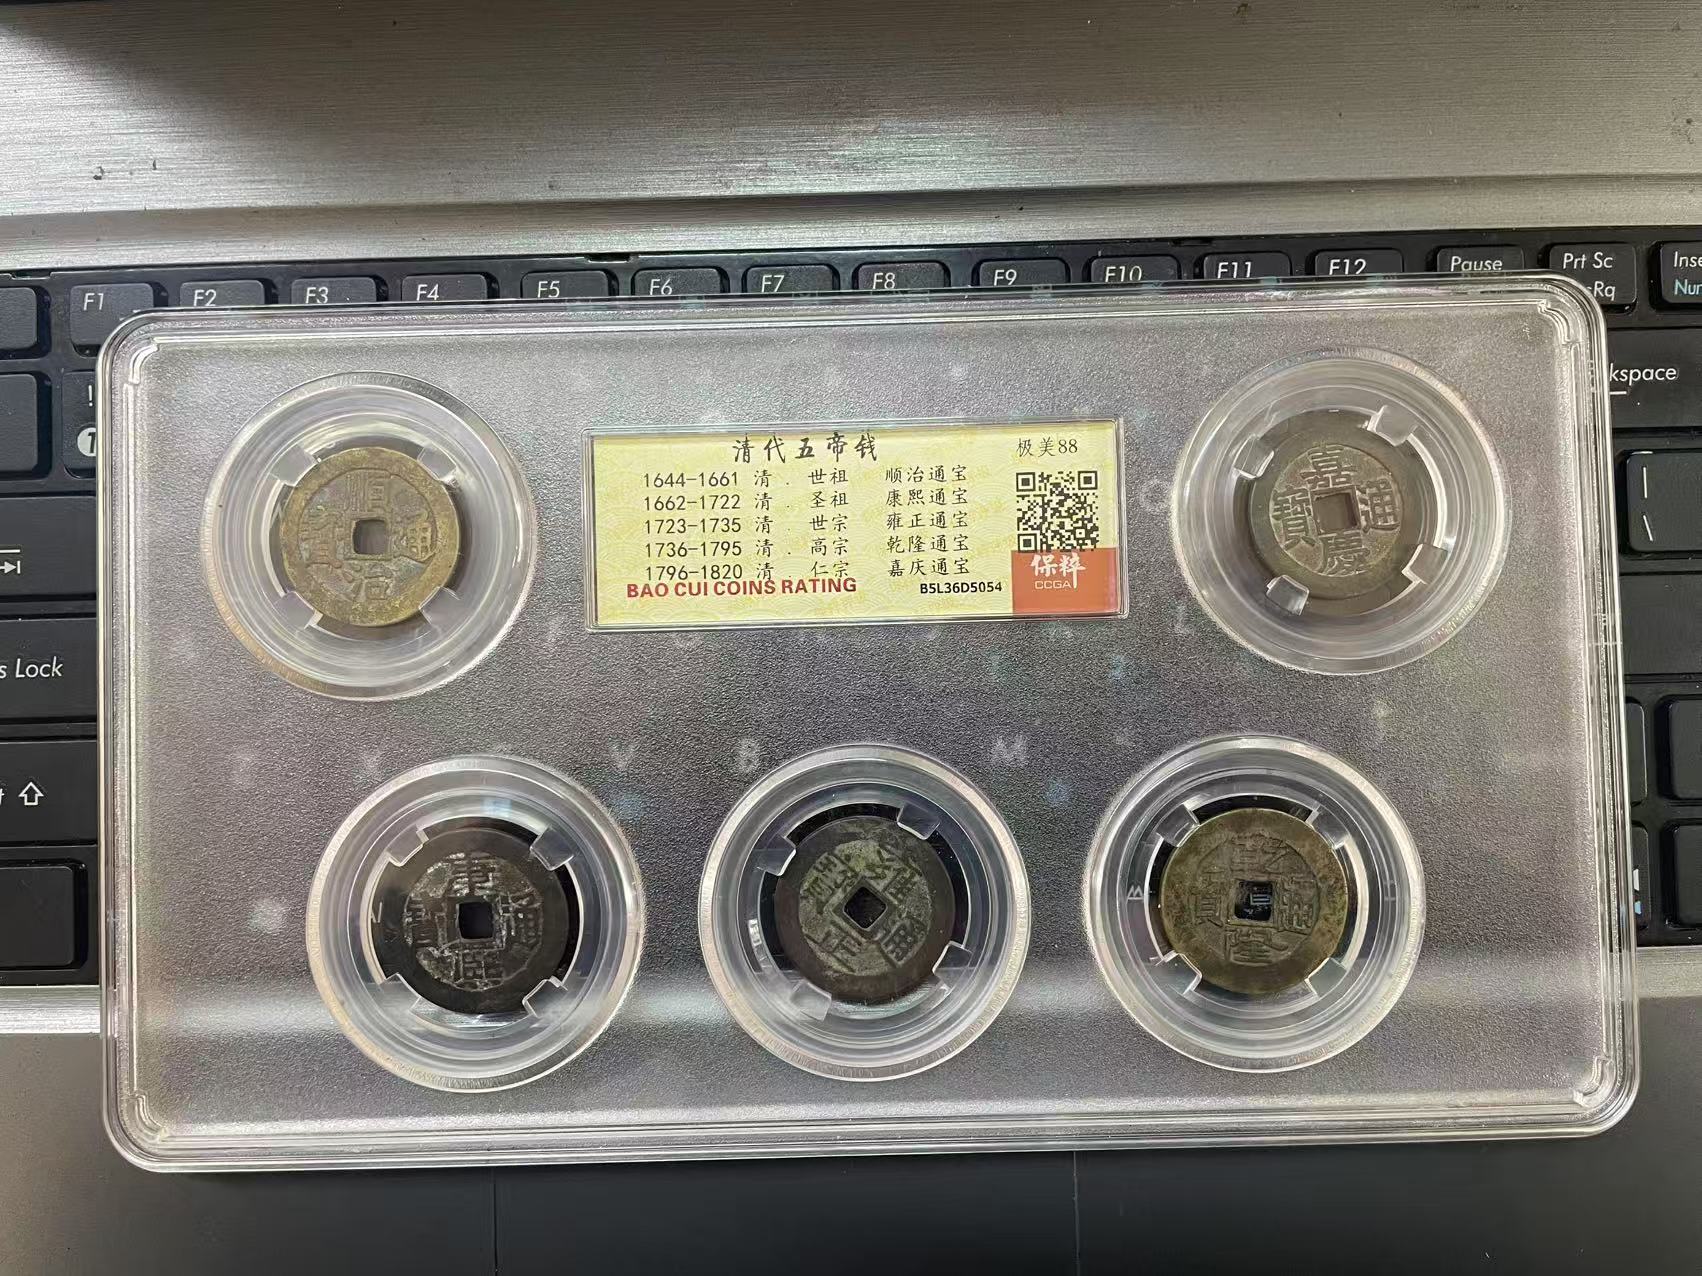 F1 F2 F3 F4 F5 F6 F7 F8 F9 F10 F11 F12 Pause Prt Sc
sRq
Inse
Nur
kspace
s Lock
清代五帝钱 极美88
1644-1661 清.世祖 顺治通宝
1662-1722 清.圣祖 康熙通宝
1723-1735 清.世宗 雍正通宝
1736-1795 清.高宗 乾隆通宝
1796-1820 清.仁宗 嘉庆通宝
BAO CUI COINS RATING B5L36D5054
保粹
CCGA
順治通寶
嘉慶通寶
康熙通寶
雍正通寶
乾隆通寶
V B M